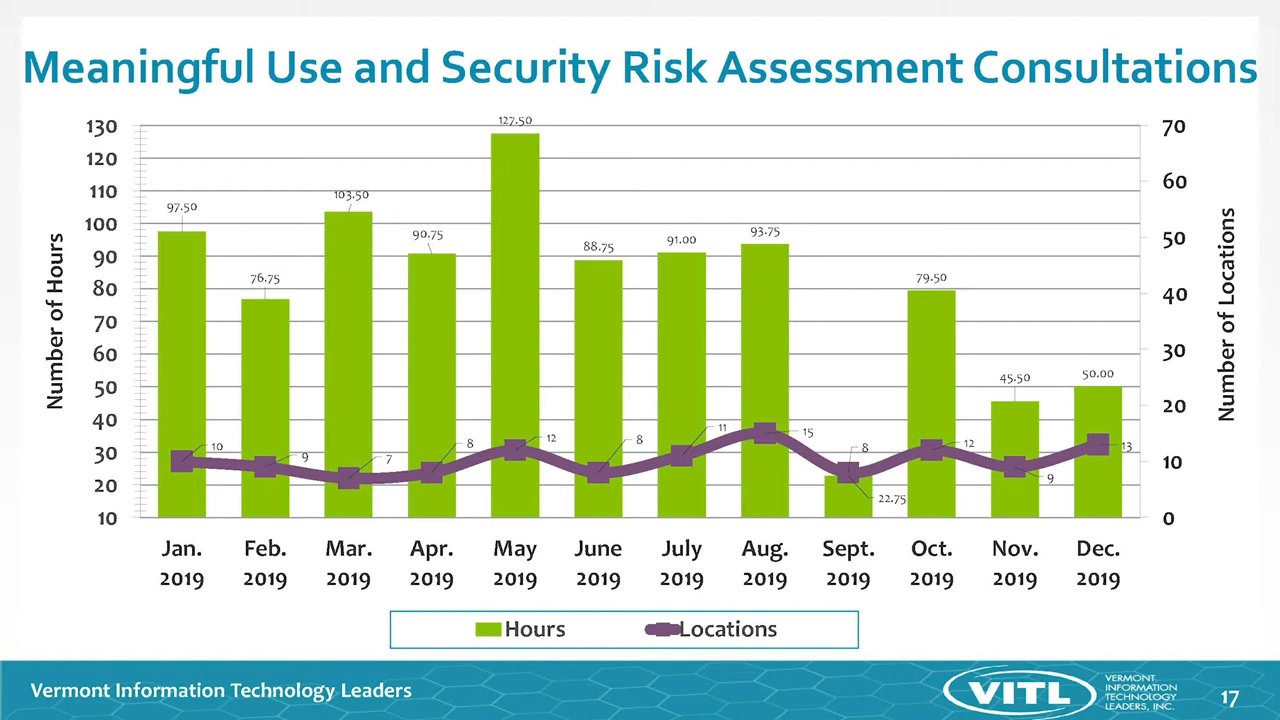 Meaningful Use and Security Risk Assessment Consultations
130
120
110
100
90
80
70
60
50
40
30
20
10
Number of Hours
70
60
50
40
30
20
10
0
Number of Locations
97.50
76.75
103.50
90.75
127.50
88.75
91.00
93.75
22.75
79.50
45.50
50.00
10
9
7
8
12
8
11
15
8
12
9
13
Jan. 2019
Feb. 2019
Mar. 2019
Apr. 2019
May 2019
June 2019
July 2019
Aug. 2019
Sept. 2019
Oct. 2019
Nov. 2019
Dec. 2019
Hours
Locations
Vermont Information Technology Leaders
VITL
VERMONT
INFORMATION
TECHNOLOGY
LEADERS, INC.
17